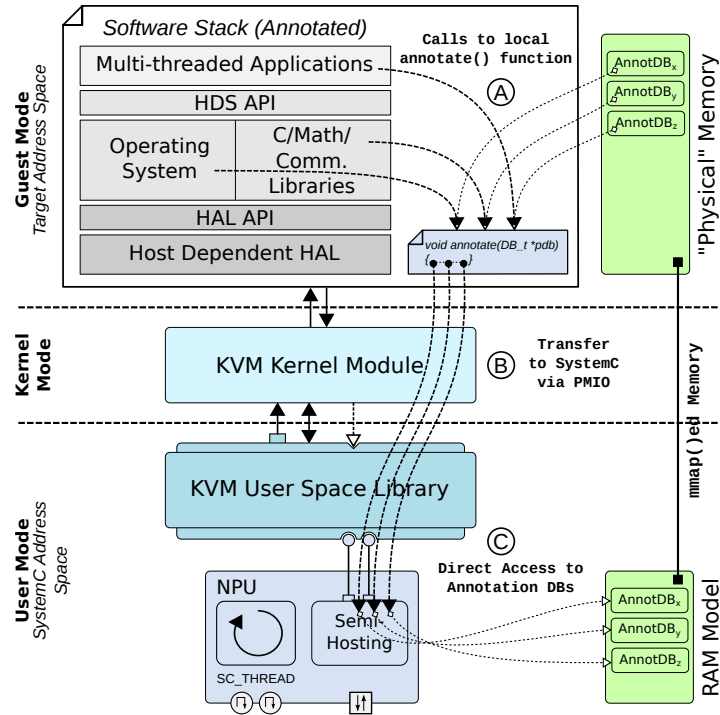 Software Stack (Annotated)
Multi-threaded Applications
HDS API
Operating
System
C/Math/
Comm.
Libraries
HAL API
Host Dependent HAL
Calls to local
annotate() function
A
void annotate(DB_t *pdb)
{ }
AnnotDBx
AnnotDBy
AnnotDBz
"Physical" Memory
Guest Mode
Target Address Space
Kernel
Mode
KVM Kernel Module
B
Transfer
to SystemC
via PMIO
mmap()ed Memory
User Mode
SystemC Address
Space
KVM User Space Library
C
Direct Access to
Annotation DBs
NPU
SC_THREAD
Semi-
Hosting
AnnotDBx
AnnotDBy
AnnotDBz
RAM Model